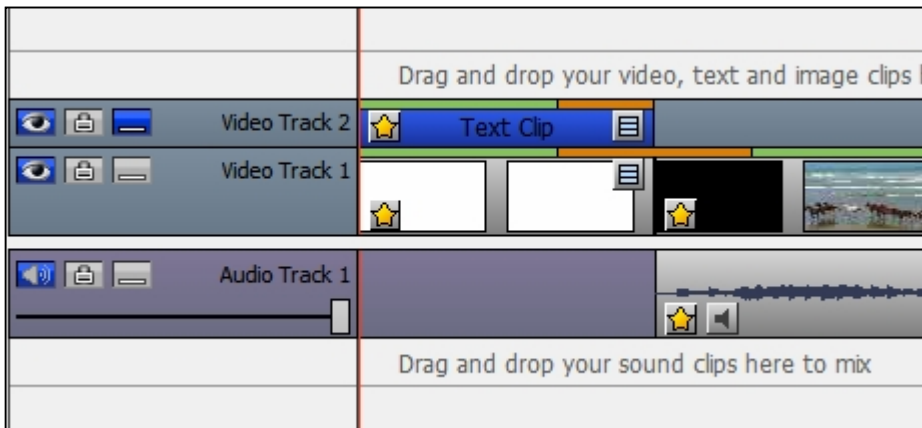 Drag and drop your video, text and image clips
Video Track 2
Text Clip
Video Track 1
Audio Track 1
Drag and drop your sound clips here to mix